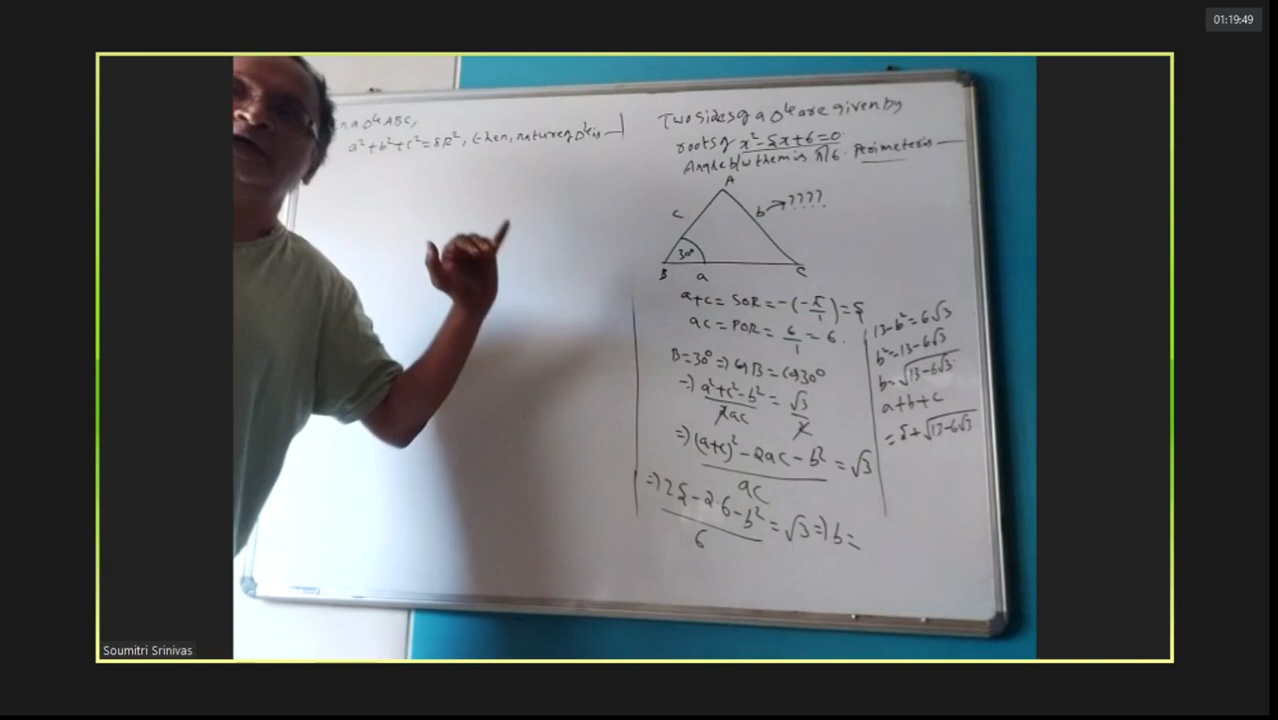 01:19:49
In a Δle ABC,
a²+b²+c²=8R², then, nature of Δle is —
Two sides of a Δle are given by
roots of x²-5x+6=0.
Angle b/w them is π/6. Perimeter is —
A
c
b → ????
30°
B
a
C
a+c = SOR = -(-5/1) = 5
ac = POR = 6/1 = 6.
B=30° ⇒ cos B = cos 30°
⇒ a²+c²-b²/2ac = √3/2
⇒ (a+c)²-2ac-b²/ac = √3
⇒ 25-2·6-b²/6 = √3 ⇒ b=
13-b²=6√3
b²=13-6√3
b=√13-6√3.
a+b+c
= 5+√13-6√3
Soumitri Srinivas